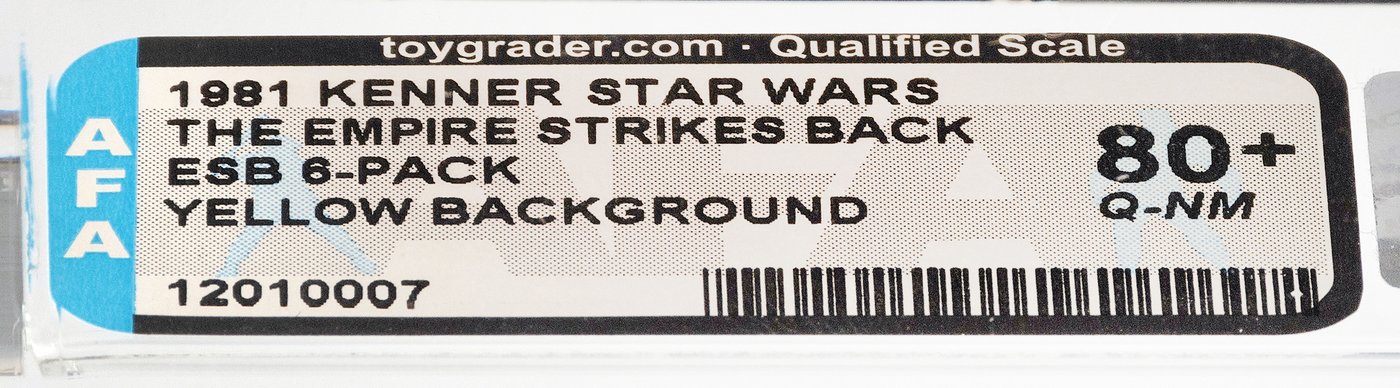 toygrader.com · Qualified Scale
AFA
1981 KENNER STAR WARS
THE EMPIRE STRIKES BACK
ESB 6-PACK
YELLOW BACKGROUND
80+
Q-NM
12010007